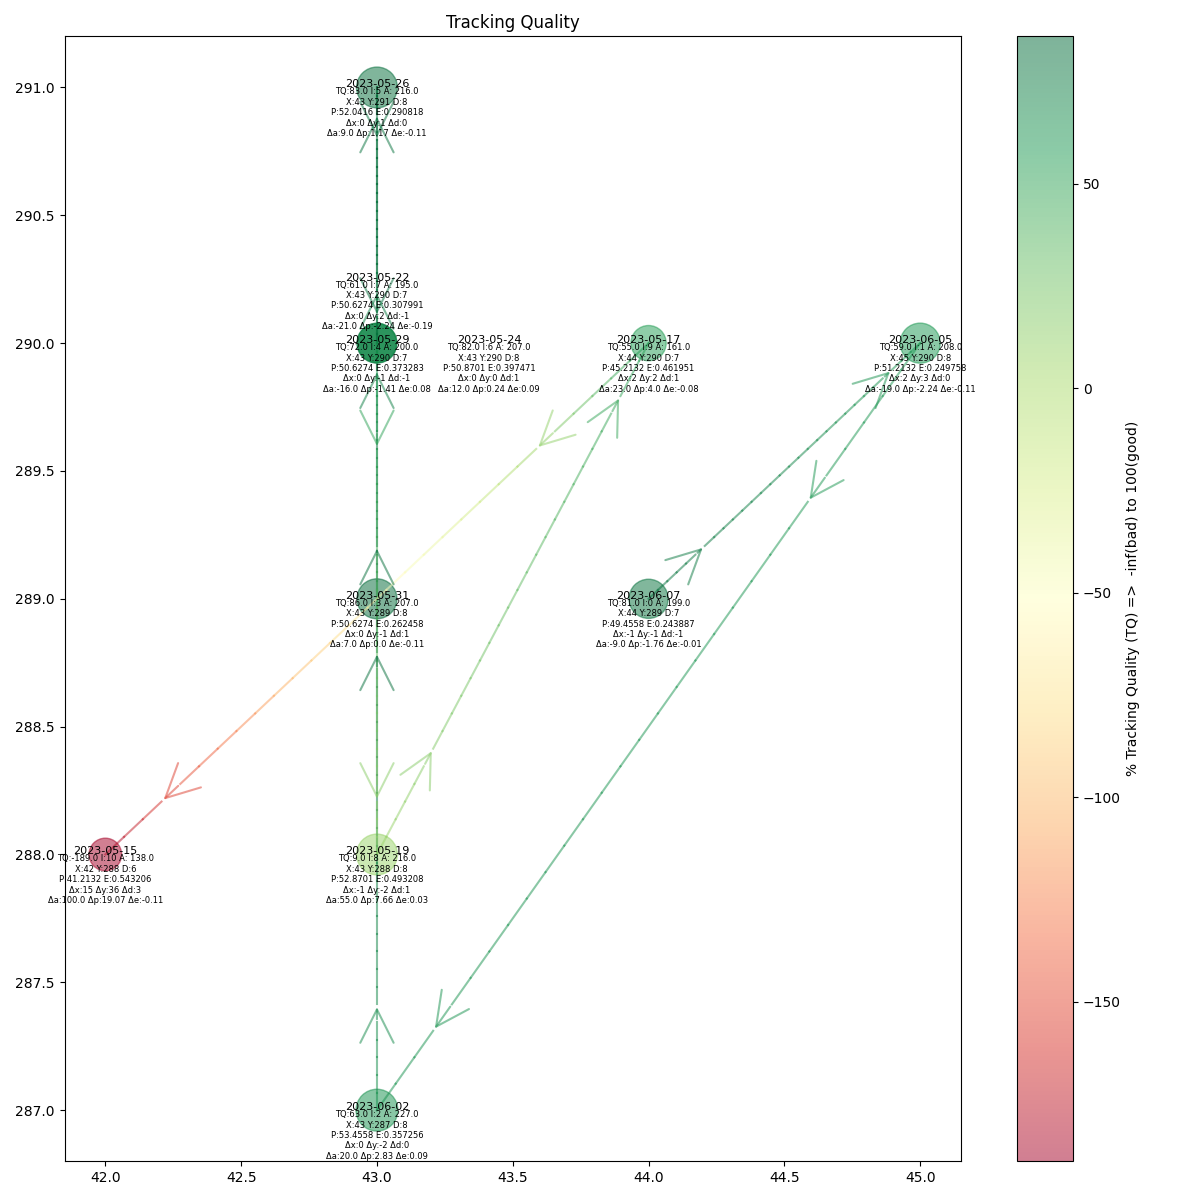 Tracking Quality
291.0
290.5
290.0
289.5
289.0
288.5
288.0
287.5
287.0
42.0
42.5
43.0
43.5
44.0
44.5
45.0
2023-05-26
TQ:83.0 I:5 A: 216.0
X:43 Y:291 D:8
P:52.0416 E:0.290818
Δx:0 Δy:1 Δd:0
Δa:9.0 Δp:1.17 Δe:-0.11
2023-05-22
TQ:61.0 I:7 A: 195.0
X:43 Y:290 D:7
P:50.6274 E:0.307991
Δx:0 Δy:2 Δd:-1
Δa:-21.0 Δp:-2.24 Δe:-0.19
2023-05-29
TQ:72.0 I:4 A: 200.0
X:43 Y:290 D:7
P:50.6274 E:0.373283
Δx:0 Δy:-1 Δd:-1
Δa:-16.0 Δp:-1.41 Δe:0.08
2023-05-24
TQ:82.0 I:6 A: 207.0
X:43 Y:290 D:8
P:50.8701 E:0.397471
Δx:0 Δy:0 Δd:1
Δa:12.0 Δp:0.24 Δe:0.09
2023-05-17
TQ:55.0 I:9 A: 161.0
X:44 Y:290 D:7
P:45.2132 E:0.461951
Δx:2 Δy:2 Δd:1
Δa:23.0 Δp:4.0 Δe:-0.08
2023-06-05
TQ:59.0 I:1 A: 208.0
X:45 Y:290 D:8
P:51.2132 E:0.249758
Δx:2 Δy:3 Δd:0
Δa:-19.0 Δp:-2.24 Δe:-0.11
2023-05-31
TQ:86.0 I:3 A: 207.0
X:43 Y:289 D:8
P:50.6274 E:0.262458
Δx:0 Δy:-1 Δd:1
Δa:7.0 Δp:0.0 Δe:-0.11
2023-06-07
TQ:81.0 I:0 A: 199.0
X:44 Y:289 D:7
P:49.4558 E:0.243887
Δx:-1 Δy:-1 Δd:-1
Δa:-9.0 Δp:-1.76 Δe:-0.01
2023-05-15
TQ:-189.0 I:10 A: 138.0
X:42 Y:288 D:6
P:41.2132 E:0.543206
Δx:15 Δy:36 Δd:3
Δa:100.0 Δp:19.07 Δe:-0.11
2023-05-19
TQ:9.0 I:8 A: 216.0
X:43 Y:288 D:8
P:52.8701 E:0.493208
Δx:-1 Δy:-2 Δd:1
Δa:55.0 Δp:7.66 Δe:0.03
2023-06-02
TQ:63.0 I:2 A: 227.0
X:43 Y:287 D:8
P:53.4558 E:0.357256
Δx:0 Δy:-2 Δd:0
Δa:20.0 Δp:2.83 Δe:0.09
50
0
−50
−100
−150
% Tracking Quality (TQ) => -inf(bad) to 100(good)